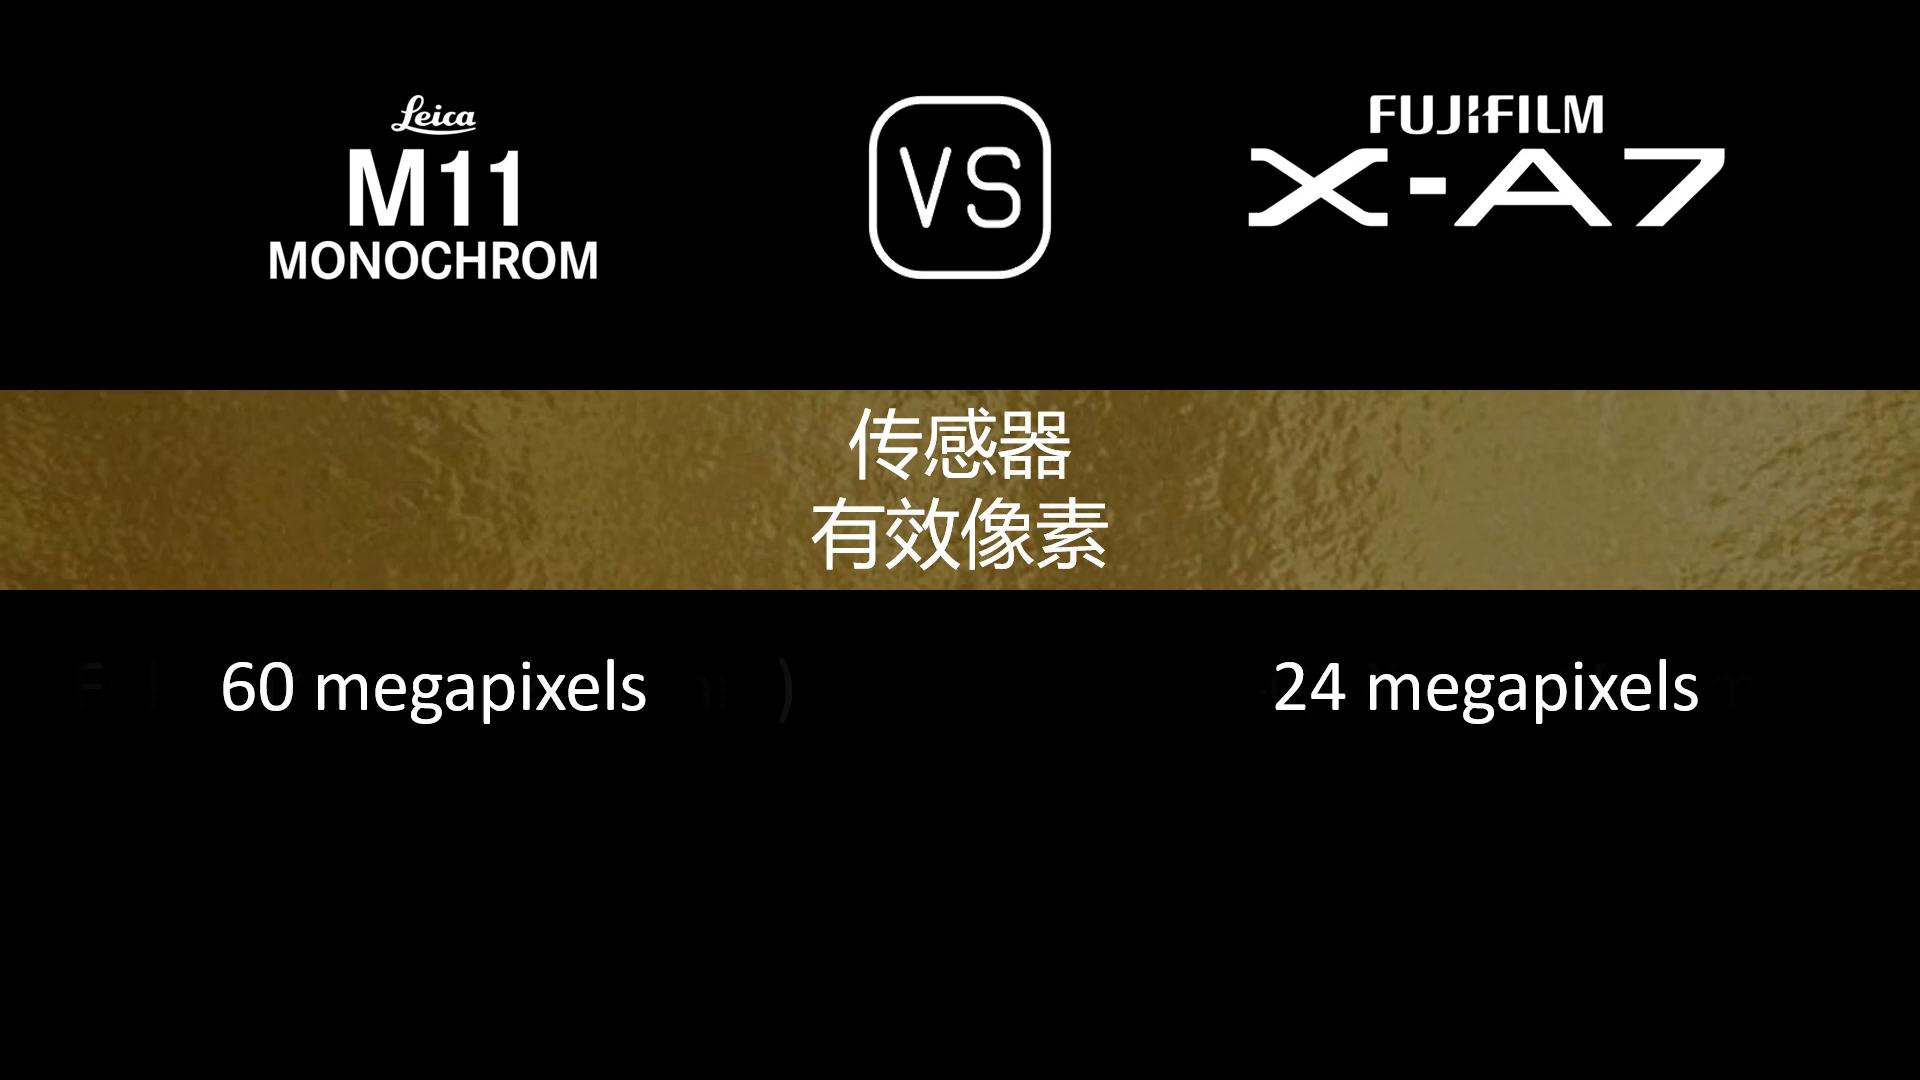 Leica
M11
MONOCHROM
VS
FUJIFILM
X-A7
传感器
有效像素
60 megapixels
24 megapixels